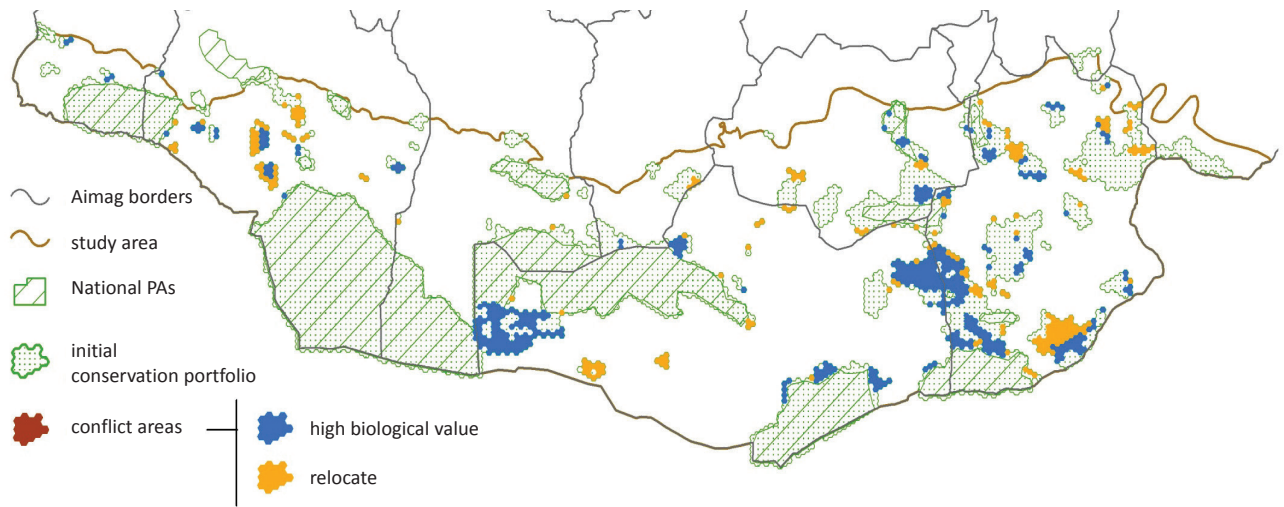 Aimag borders
study area
National PAs
initial
conservation portfolio
conflict areas
high biological value
relocate